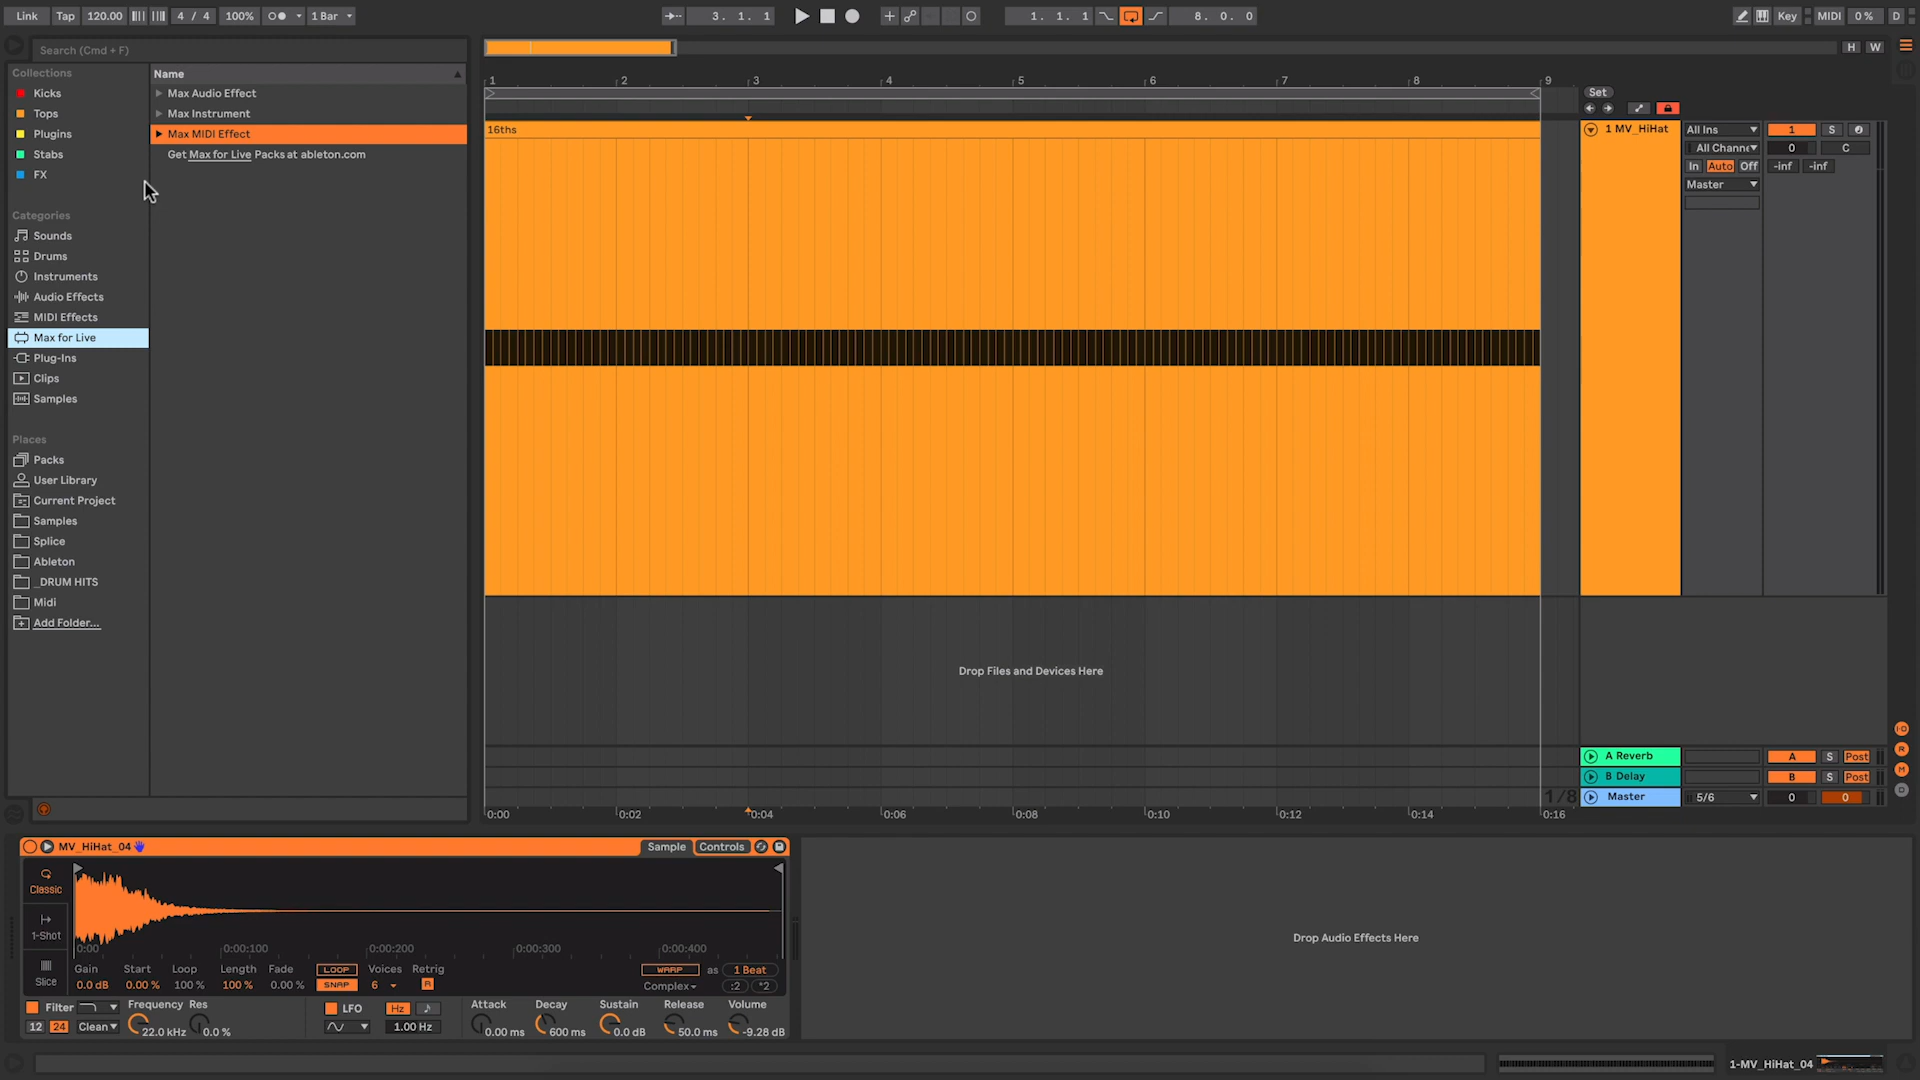 Link Tap 120.00 4 / 4 100% 1 Bar 3. 1. 1 1. 1. 1 8. 0. 0 Key MIDI 0 % D
Search (Cmd + F)
H W
Collections
Kicks
Tops
Plugins
Stabs
FX
Categories
Sounds
Drums
Instruments
Audio Effects
MIDI Effects
Max for Live
Plug-Ins
Clips
Samples
Places
Packs
User Library
Current Project
Samples
Splice
Ableton
_DRUM HITS
Midi
Add Folder...
Name
Max Audio Effect
Max Instrument
Max MIDI Effect
Get Max for Live Packs at ableton.com
1 2 3 4 5 6 7 8 9
Set
16ths
1 MV_HiHat All Ins 1 S
All Channe 0 C
In Auto Off -inf -inf
Master
Drop Files and Devices Here
A Reverb A S Post
B Delay B S Post
1/8 Master 5/6 0 0
0:00 0:02 0:04 0:06 0:08 0:10 0:12 0:14 0:16
MV_HiHat_04 Sample Controls
Classic
1-Shot
Slice
0:00 0:00:100 0:00:200 0:00:300 0:00:400
Gain Start Loop Length Fade LOOP Voices Retrig WARP as 1 Beat
0.0 dB 0.00 % 100 % 100 % 0.00 % SNAP 6 R Complex :2 *2
Filter Frequency Res LFO Hz Attack Decay Sustain Release Volume
12 24 Clean 22.0 kHz 0.0 % 1.00 Hz 0.00 ms 600 ms 0.0 dB 50.0 ms -9.28 dB
Drop Audio Effects Here
1-MV_HiHat_04